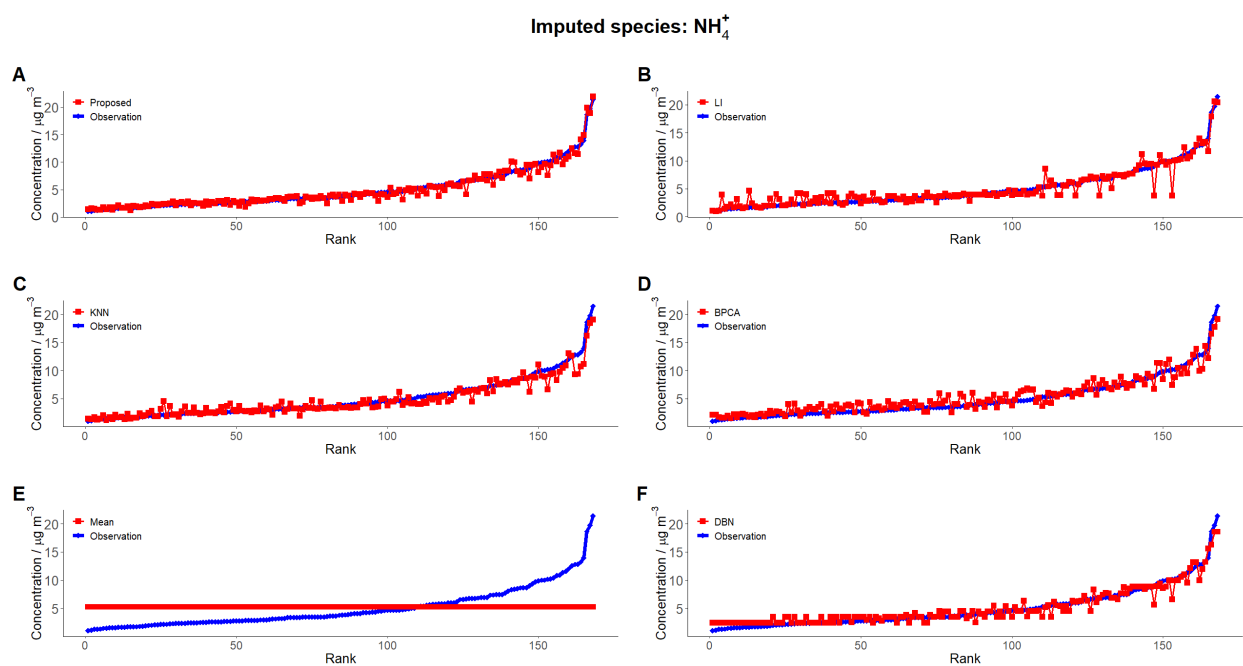 Imputed species: NH₄⁺
A
Concentration / μg m⁻³
20
15
10
5
0
Proposed
Observation
0
50
100
150
Rank
B
Concentration / μg m⁻³
20
15
10
5
0
LI
Observation
0
50
100
150
Rank
C
Concentration / μg m⁻³
20
15
10
5
KNN
Observation
0
50
100
150
Rank
D
Concentration / μg m⁻³
20
15
10
5
BPCA
Observation
0
50
100
150
Rank
E
Concentration / μg m⁻³
20
15
10
5
Mean
Observation
0
50
100
150
Rank
F
Concentration / μg m⁻³
20
15
10
5
DBN
Observation
0
50
100
150
Rank